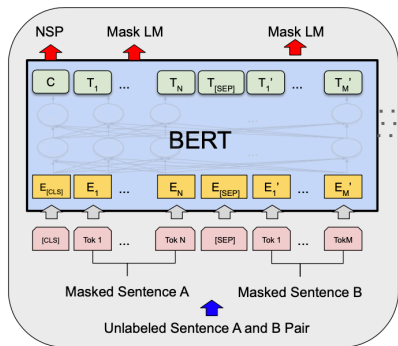 NSP Mask LM Mask LM
C T1 ... TN T[SEP] T1' ... TM'
BERT
E[CLS] E1 ... EN E[SEP] E1' ... EM'
[CLS] Tok 1 ... Tok N [SEP] Tok 1 ... TokM
Masked Sentence A Masked Sentence B
Unlabeled Sentence A and B Pair